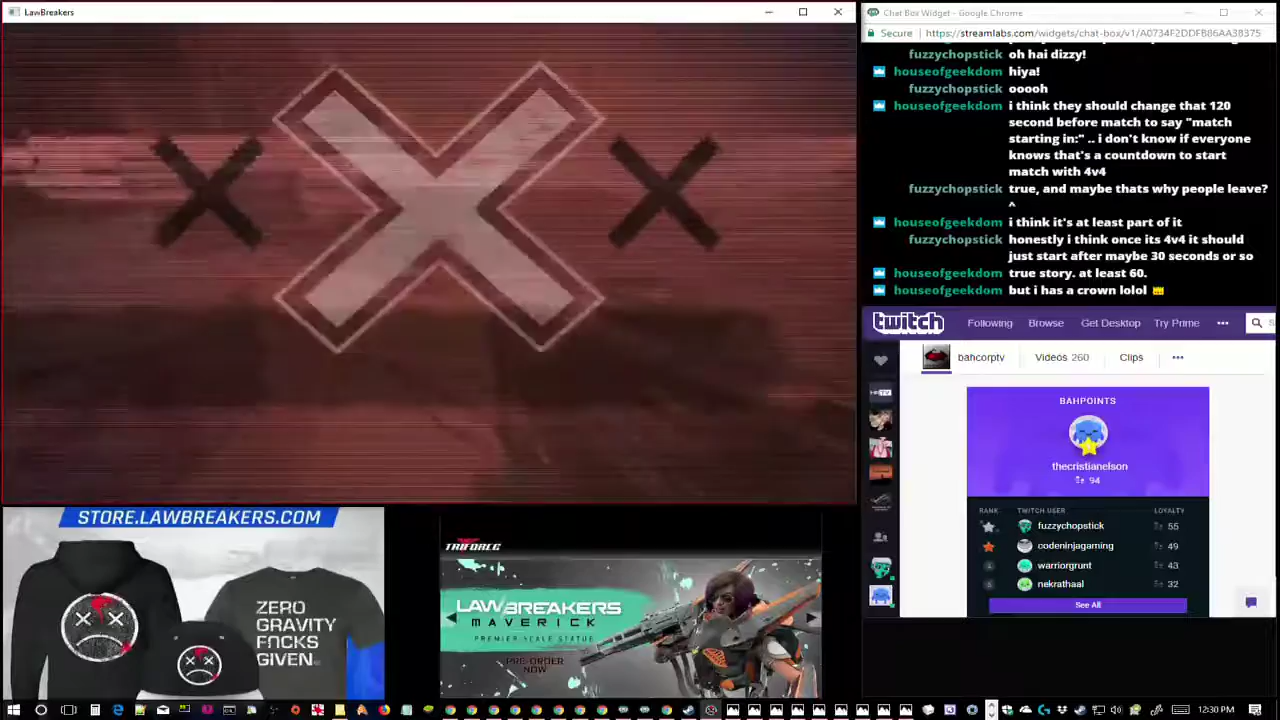 LawBreakers
Chat Box Widget - Google Chrome
Secure
https://streamlabs.com/widgets/chat-box/v1/A0734F2DDFB86AA38375
fuzzychopstick oh hai dizzy!
houseofgeekdom hiya!
fuzzychopstick ooooh
houseofgeekdom i think they should change that 120
second before match to say "match
starting in:" .. i don't know if everyone
knows that's a countdown to start
match with 4v4
fuzzychopstick true, and maybe thats why people leave?
^
houseofgeekdom i think it's at least part of it
fuzzychopstick honestly i think once its 4v4 it should
just start after maybe 30 seconds or so
houseofgeekdom true story. at least 60.
houseofgeekdom but i has a crown lolol
twitch Following Browse Get Desktop Try Prime
bahcorptv Videos 260 Clips
BAHPOINTS
thecristianelson
94
RANK TWITCH USER LOYALTY
fuzzychopstick 55
codeninjagaming 49
warriorgrunt 43
nekrathaal 32
See All
STORE.LAWBREAKERS.COM
ZERO
GRAVITY
F×CKS
GIVEN
TRIFORCE
LAWBREAKERS
MAVERICK
PREMIER SCALE STATUE
PRE-ORDER
NOW
12:30 PM